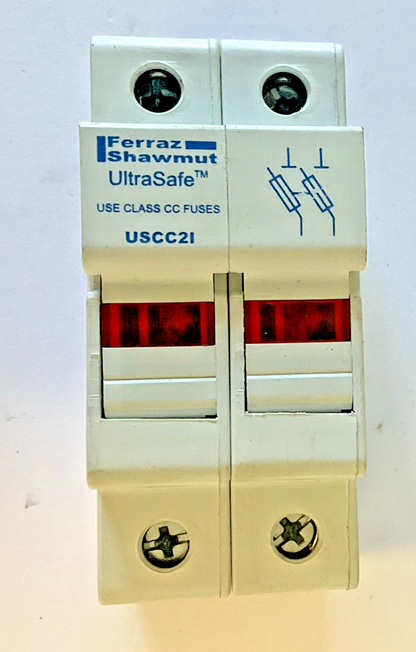 Ferraz
Shawmut
UltraSafe™
USE CLASS CC FUSES
USCC2I